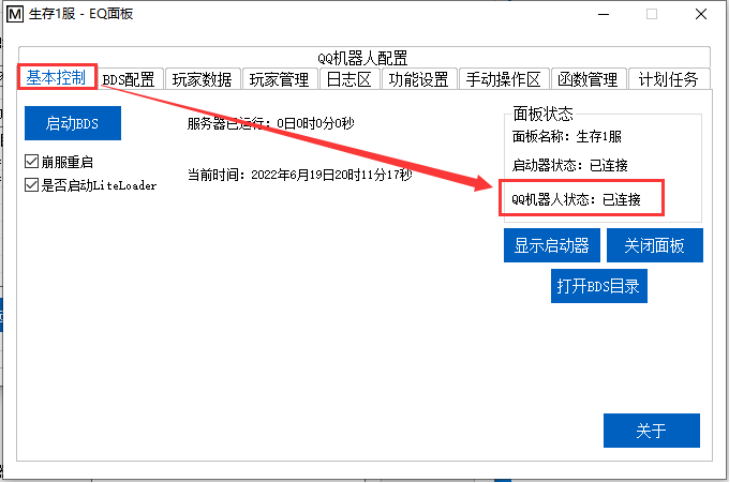 生存1服 - EQ面板
QQ机器人配置
基本控制 BDS配置 玩家数据 玩家管理 日志区 功能设置 手动操作区 函数管理 计划任务
启动BDS
服务器已运行：0日0时0分0秒
崩服重启
是否启动LiteLoader
当前时间：2022年6月19日20时11分17秒
面板状态
面板名称：生存1服
启动器状态：已连接
QQ机器人状态：已连接
显示启动器 关闭面板
打开BDS目录
关于